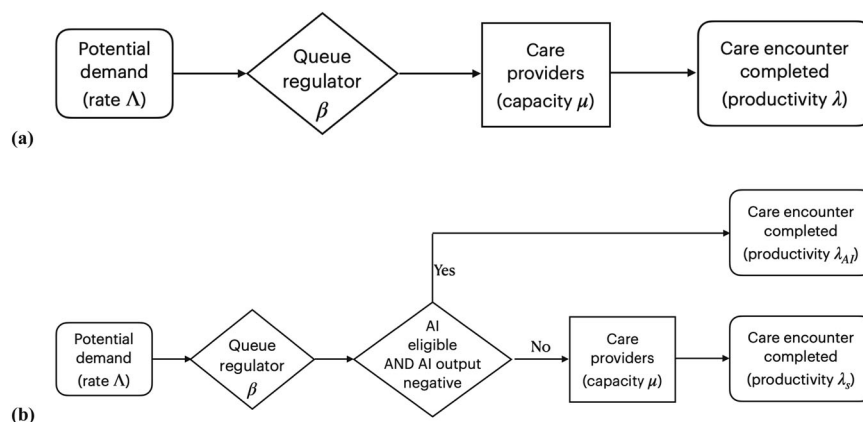 Potential
demand
(rate Λ)
Queue
regulator
β
Care
providers
(capacity μ)
Care encounter
completed
(productivity λ)
(a)
Care encounter
completed
(productivity λ_AI)
Yes
Potential
demand
(rate Λ)
Queue
regulator
β
AI
eligible
AND AI output
negative
No
Care
providers
(capacity μ)
Care encounter
completed
(productivity λ_s)
(b)